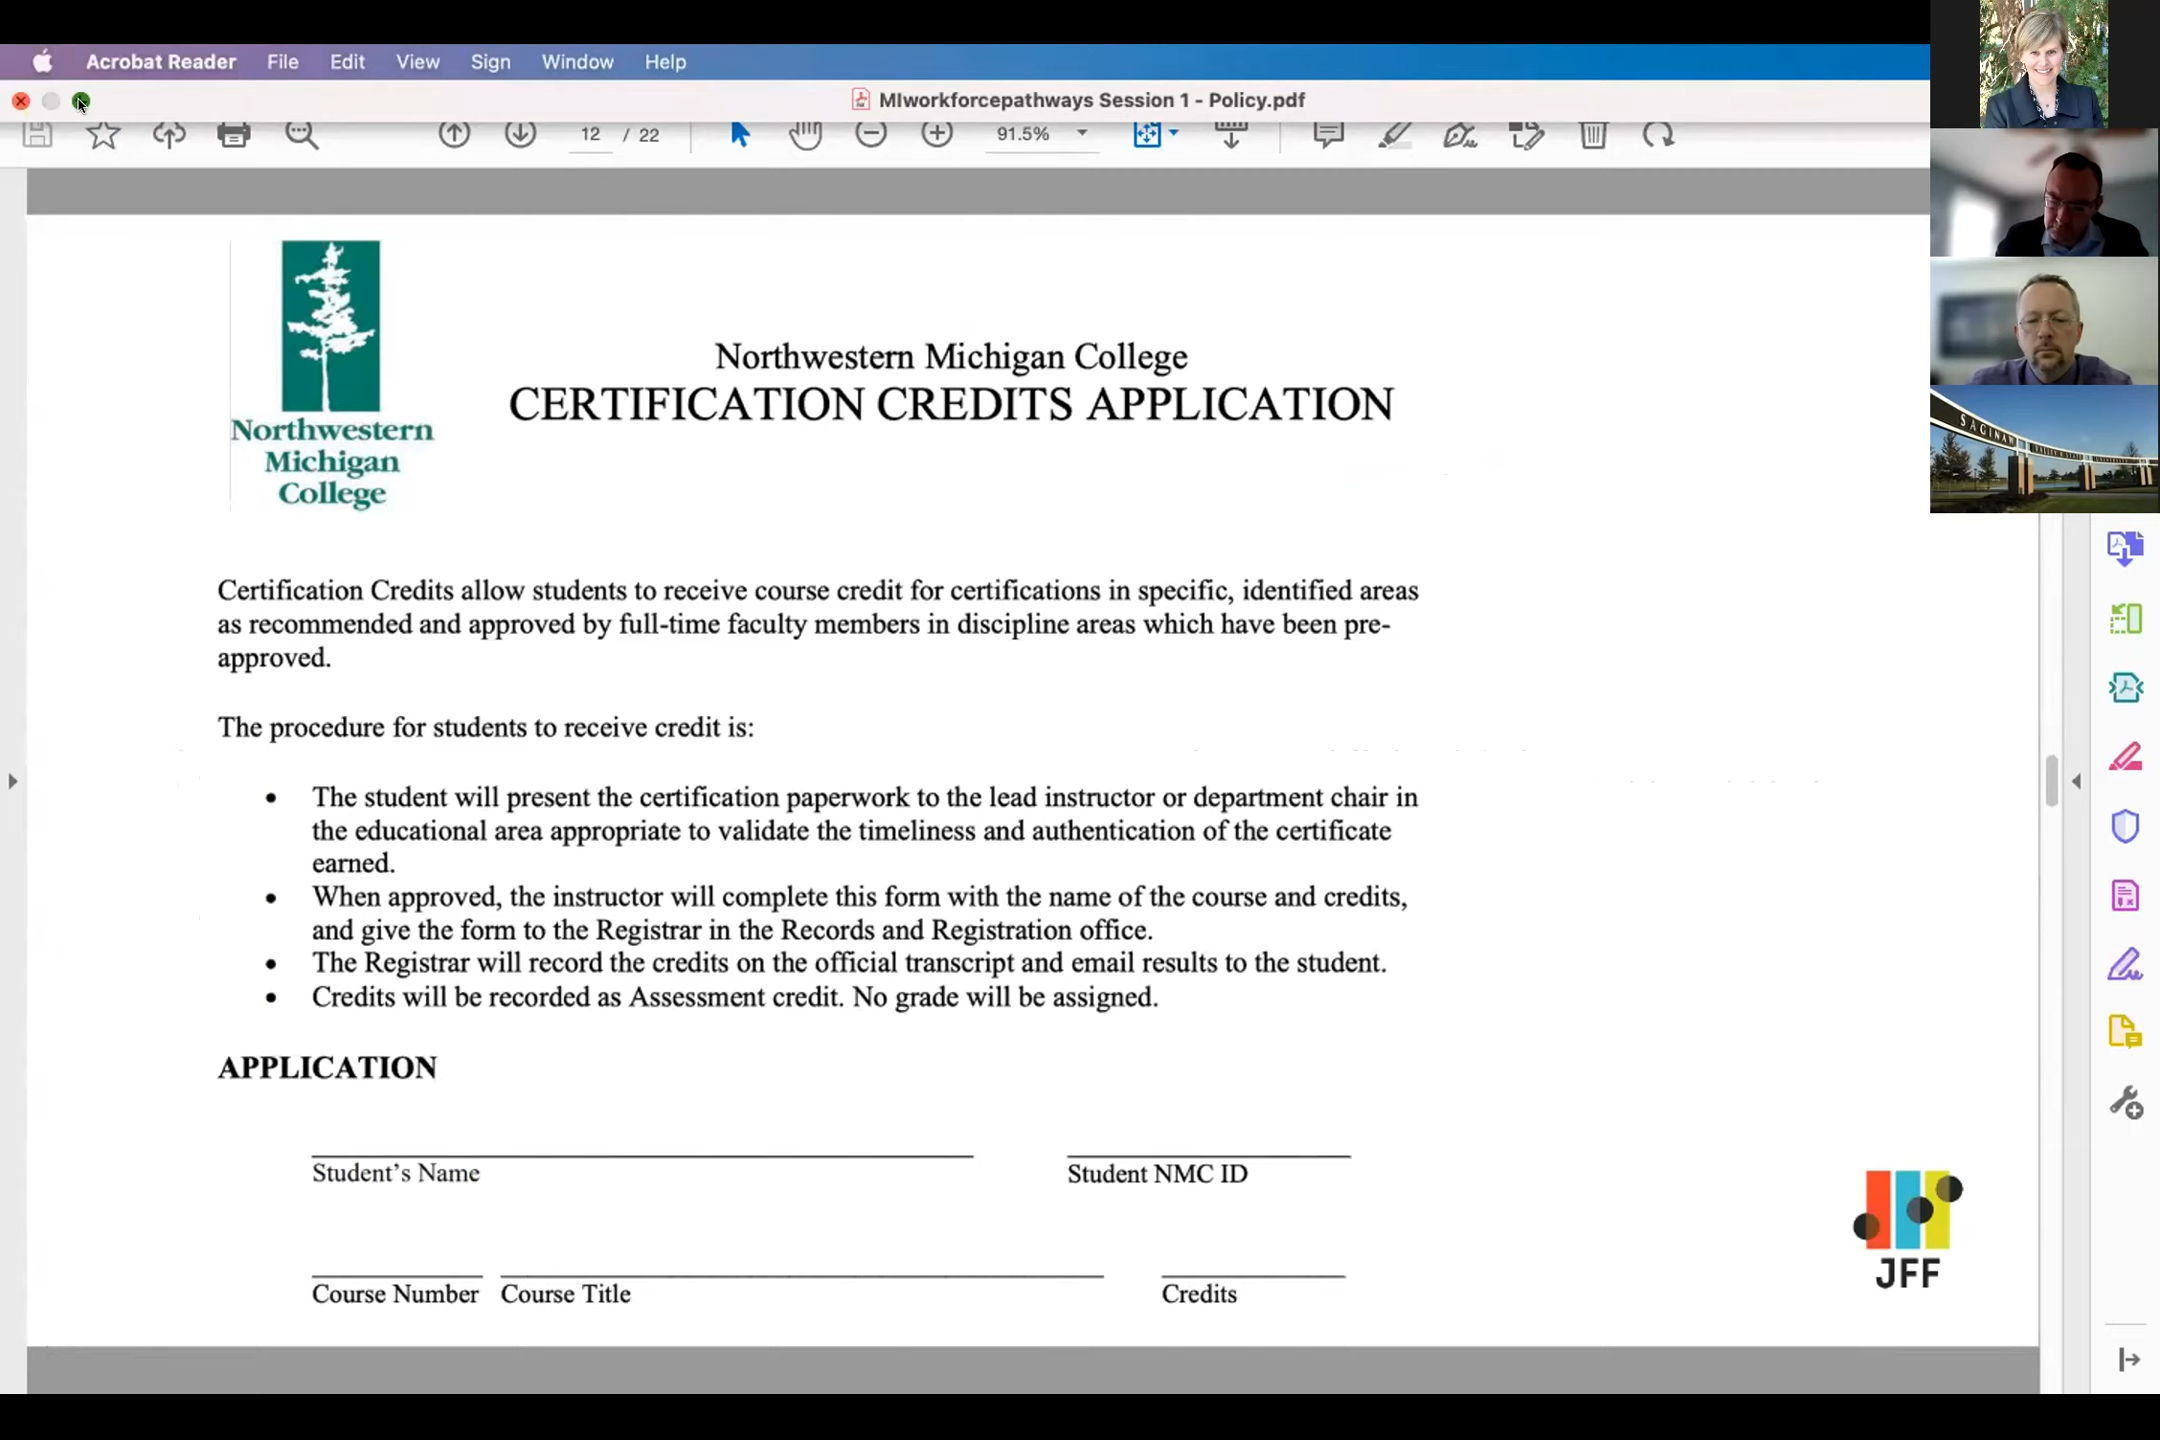 Acrobat Reader File Edit View Sign Window Help
MIworkforcepathways Session 1 - Policy.pdf
12 / 22 91.5%
Northwestern
Michigan
College
Northwestern Michigan College
CERTIFICATION CREDITS APPLICATION
Certification Credits allow students to receive course credit for certifications in specific, identified areas
as recommended and approved by full-time faculty members in discipline areas which have been pre-
approved.
The procedure for students to receive credit is:
• The student will present the certification paperwork to the lead instructor or department chair in
the educational area appropriate to validate the timeliness and authentication of the certificate
earned.
• When approved, the instructor will complete this form with the name of the course and credits,
and give the form to the Registrar in the Records and Registration office.
• The Registrar will record the credits on the official transcript and email results to the student.
• Credits will be recorded as Assessment credit. No grade will be assigned.
APPLICATION
Student's Name Student NMC ID
Course Number Course Title Credits
JFF
SAGINAW VALLEY STATE